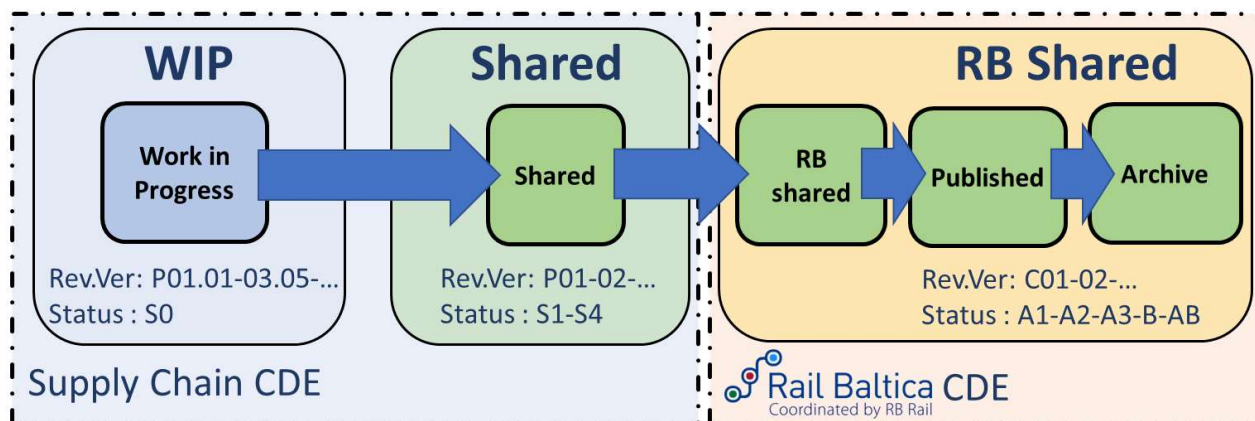 WIP
Work in
Progress
Rev.Ver: P01.01-03.05-...
Status : S0
Shared
Shared
Rev.Ver: P01-02-...
Status : S1-S4
Supply Chain CDE
RB Shared
RB
shared
Published
Archive
Rev.Ver: C01-02-...
Status : A1-A2-A3-B-AB
Rail Baltica CDE
Coordinated by RB Rail